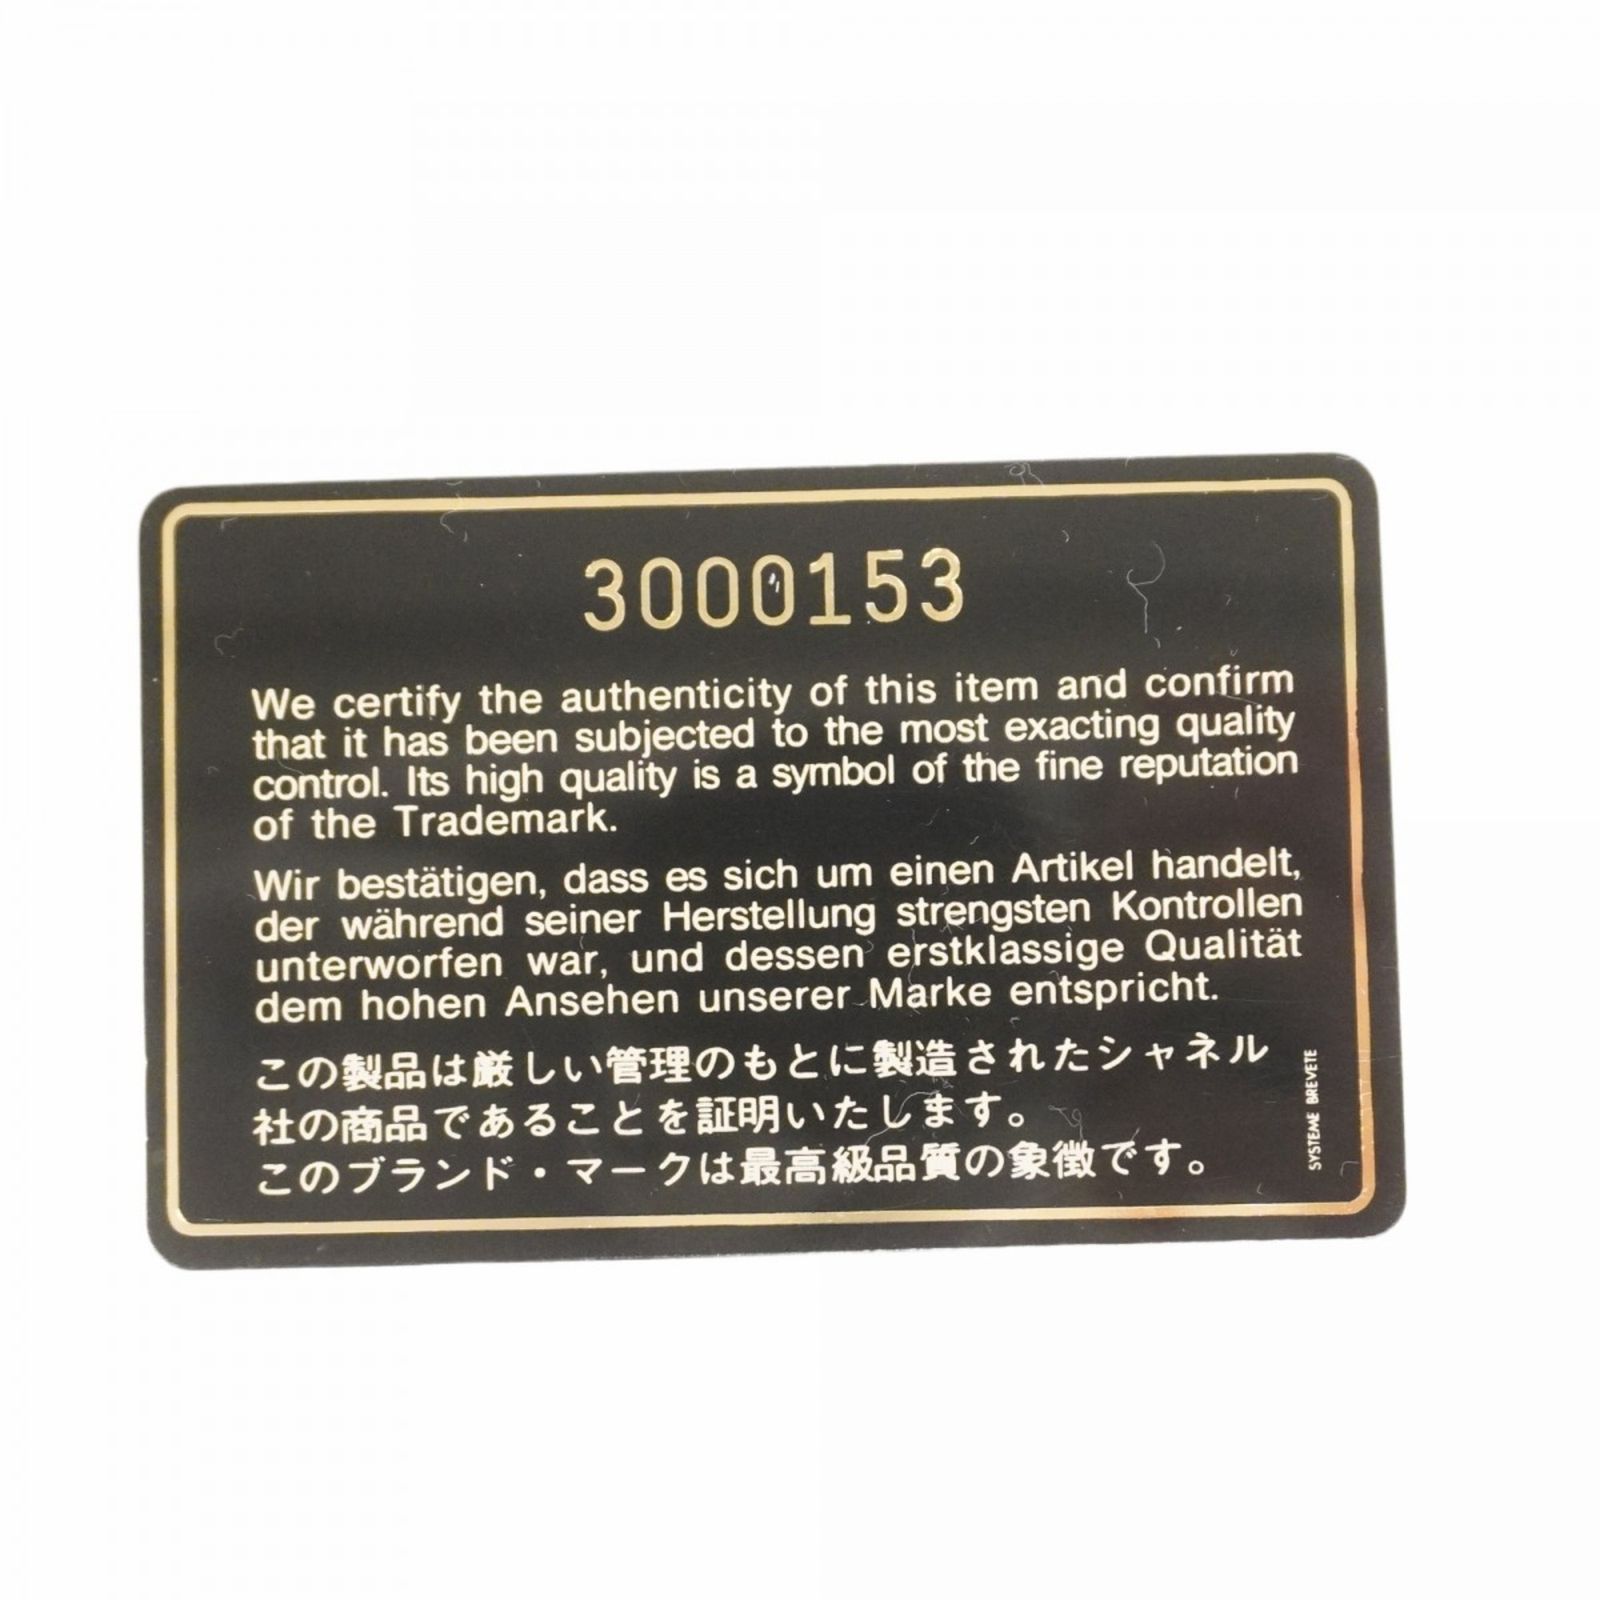 3000153
We certify the authenticity of this item and confirm
that it has been subjected to the most exacting quality
control. Its high quality is a symbol of the fine reputation
of the Trademark.
Wir bestätigen, dass es sich um einen Artikel handelt,
der während seiner Herstellung strengsten Kontrollen
unterworfen war, und dessen erstklassige Qualität
dem hohen Ansehen unserer Marke entspricht.
この製品は厳しい管理のもとに製造されたシャネル
社の商品であることを証明いたします。
このブランド・マークは最高級品質の象徴です。
SYSTEME BREVETE